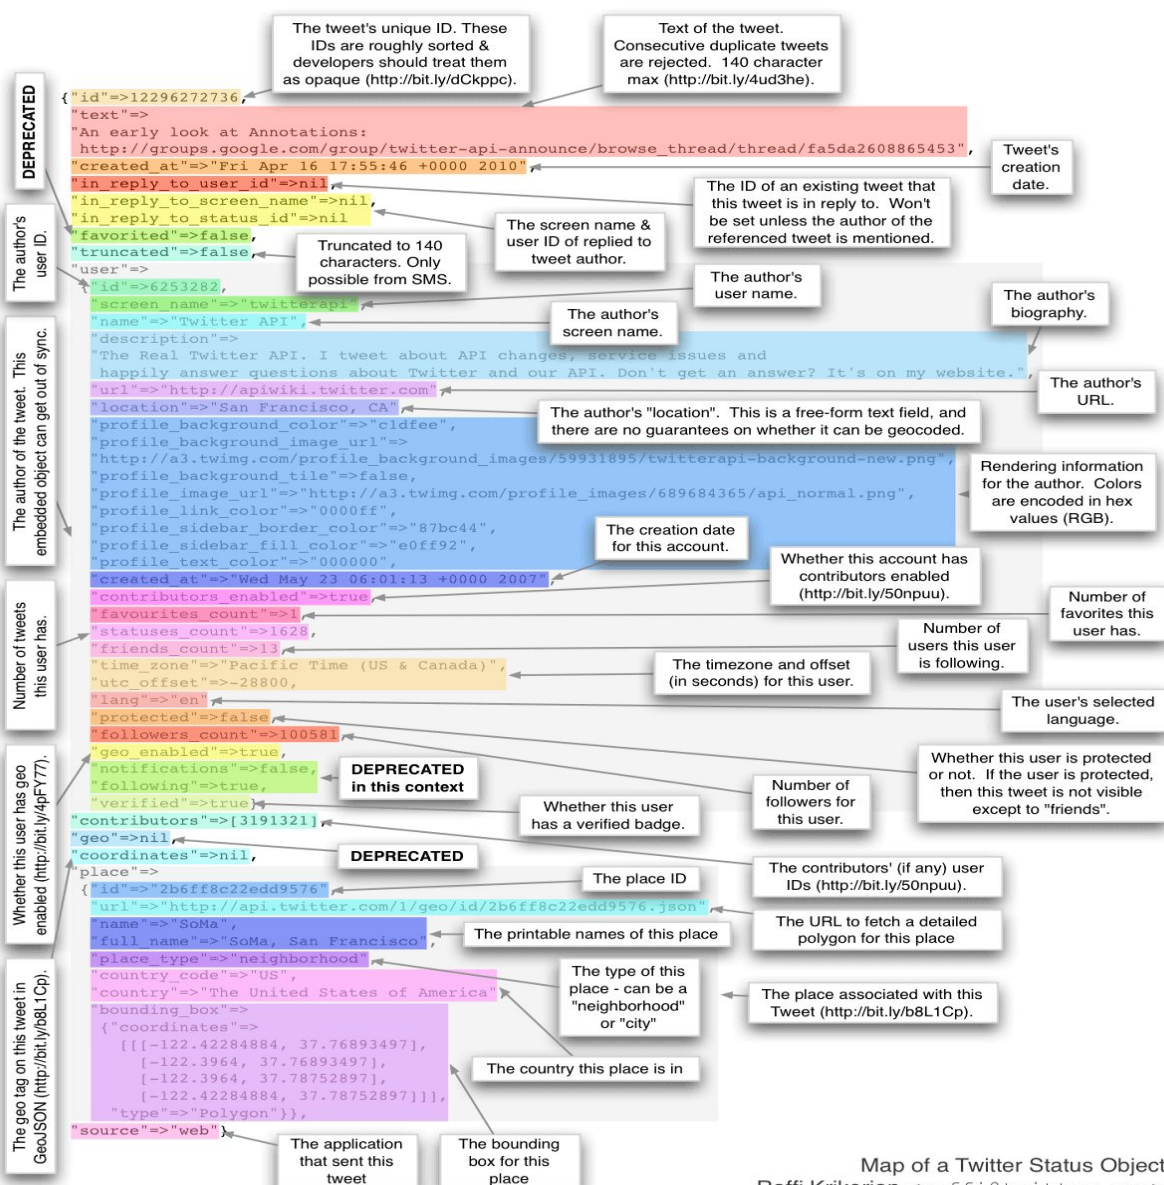 The tweet's unique ID. These
IDs are roughly sorted &
developers should treat them
as opaque (http://bit.ly/dCkppc).
Text of the tweet.
Consecutive duplicate tweets
are rejected. 140 character
max (http://bit.ly/4ud3he).
DEPRECATED
{"id"=>12296272736,
"text"=>
"An early look at Annotations:
http://groups.google.com/group/twitter-api-announce/browse_thread/thread/fa5da2608865453",
"created_at"=>"Fri Apr 16 17:55:46 +0000 2010",
Tweet's
creation
date.
"in_reply_to_user_id"=>nil,
"in_reply_to_screen_name"=>nil,
"in_reply_to_status_id"=>nil
The ID of an existing tweet that
this tweet is in reply to. Won't
be set unless the author of the
referenced tweet is mentioned.
The screen name &
user ID of replied to
tweet author.
"favorited"=>false,
"truncated"=>false,
Truncated to 140
characters. Only
possible from SMS.
The author's
user ID.
"user"=>
{"id"=>6253282,
"screen_name"=>"twitterapi",
The author's
user name.
"name"=>"Twitter API",
The author's
screen name.
The author's
biography.
"description"=>
"The Real Twitter API. I tweet about API changes, service issues and
happily answer questions about Twitter and our API. Don't get an answer? It's on my website.",
"url"=>"http://apiwiki.twitter.com",
The author's
URL.
"location"=>"San Francisco, CA",
The author's "location". This is a free-form text field, and
there are no guarantees on whether it can be geocoded.
The author of the tweet. This
embedded object can get out of sync.
"profile_background_color"=>"c1dfee",
"profile_background_image_url"=>
"http://a3.twimg.com/profile_background_images/59931895/twitterapi-background-new.png",
"profile_background_tile"=>false,
"profile_image_url"=>"http://a3.twimg.com/profile_images/689684365/api_normal.png",
"profile_link_color"=>"0000ff",
"profile_sidebar_border_color"=>"87bc44",
"profile_sidebar_fill_color"=>"e0ff92",
"profile_text_color"=>"000000",
Rendering information
for the author. Colors
are encoded in hex
values (RGB).
The creation date
for this account.
"created_at"=>"Wed May 23 06:01:13 +0000 2007",
"contributors_enabled"=>true,
Whether this account has
contributors enabled
(http://bit.ly/50npuu).
"favourites_count"=>1,
Number of
favorites this
user has.
"statuses_count"=>1628,
Number of tweets
this user has.
"friends_count"=>13,
Number of
users this user
is following.
"time_zone"=>"Pacific Time (US & Canada)",
"utc_offset"=>-28800,
The timezone and offset
(in seconds) for this user.
"lang"=>"en",
The user's selected
language.
"protected"=>false,
"followers_count"=>100581,
"geo_enabled"=>true,
Whether this user is protected
or not. If the user is protected,
then this tweet is not visible
except to "friends".
"notifications"=>false,
"following"=>true,
DEPRECATED
in this context
Number of
followers for
this user.
"verified"=>true},
Whether this user
has a verified badge.
Whether this user has geo
enabled (http://bit.ly/4pFY77).
"contributors"=>[3191321],
"geo"=>nil,
"coordinates"=>nil,
DEPRECATED
The contributors' (if any) user
IDs (http://bit.ly/50npuu).
"place"=>
{"id"=>"2b6ff8c22edd9576",
The place ID
"url"=>"http://api.twitter.com/1/geo/id/2b6ff8c22edd9576.json",
The URL to fetch a detailed
polygon for this place
"name"=>"SoMa",
"full_name"=>"SoMa, San Francisco",
The printable names of this place
"place_type"=>"neighborhood",
The type of this
place - can be a
"neighborhood"
or "city"
"country_code"=>"US",
"country"=>"The United States of America",
The place associated with this
Tweet (http://bit.ly/b8L1Cp).
The country this place is in
"bounding_box"=>
{"coordinates"=>
[[[-122.42284884, 37.76893497],
[-122.3964, 37.76893497],
[-122.3964, 37.78752897],
[-122.42284884, 37.78752897]]],
"type"=>"Polygon"}},
The geo tag on this tweet in
GeoJSON (http://bit.ly/b8L1Cp).
"source"=>"web"}
The application
that sent this
tweet
The bounding
box for this
place
Map of a Twitter Status Object
Raffi Krikorian